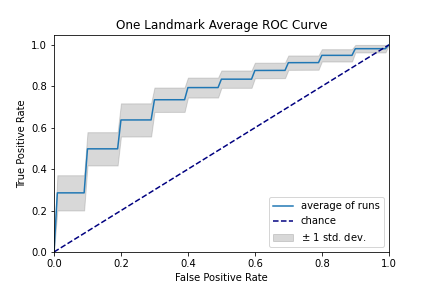 One Landmark Average ROC Curve
True Positive Rate
1.0
0.8
0.6
0.4
0.2
0.0
average of runs
chance
± 1 std. dev.
0.0 0.2 0.4 0.6 0.8 1.0
False Positive Rate